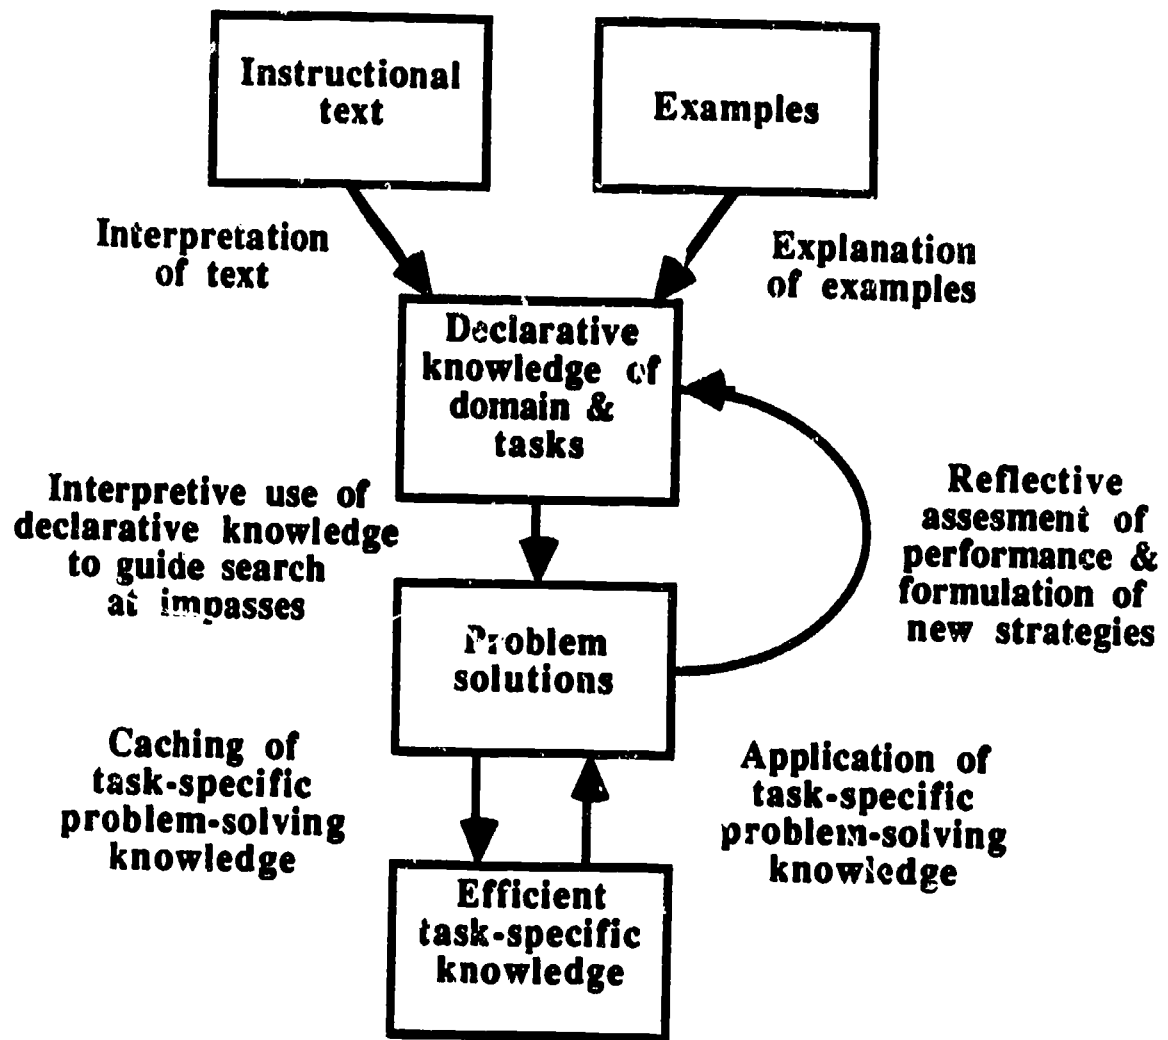 Instructional
text
Examples
Interpretation
of text
Explanation
of examples
Declarative
knowledge of
domain &
tasks
Interpretive use of
declarative knowledge
to guide search
at impasses
Reflective
assesment of
performance &
formulation of
new strategies
Problem
solutions
Caching of
task-specific
problem-solving
knowledge
Application of
task-specific
problem-solving
knowledge
Efficient
task-specific
knowledge